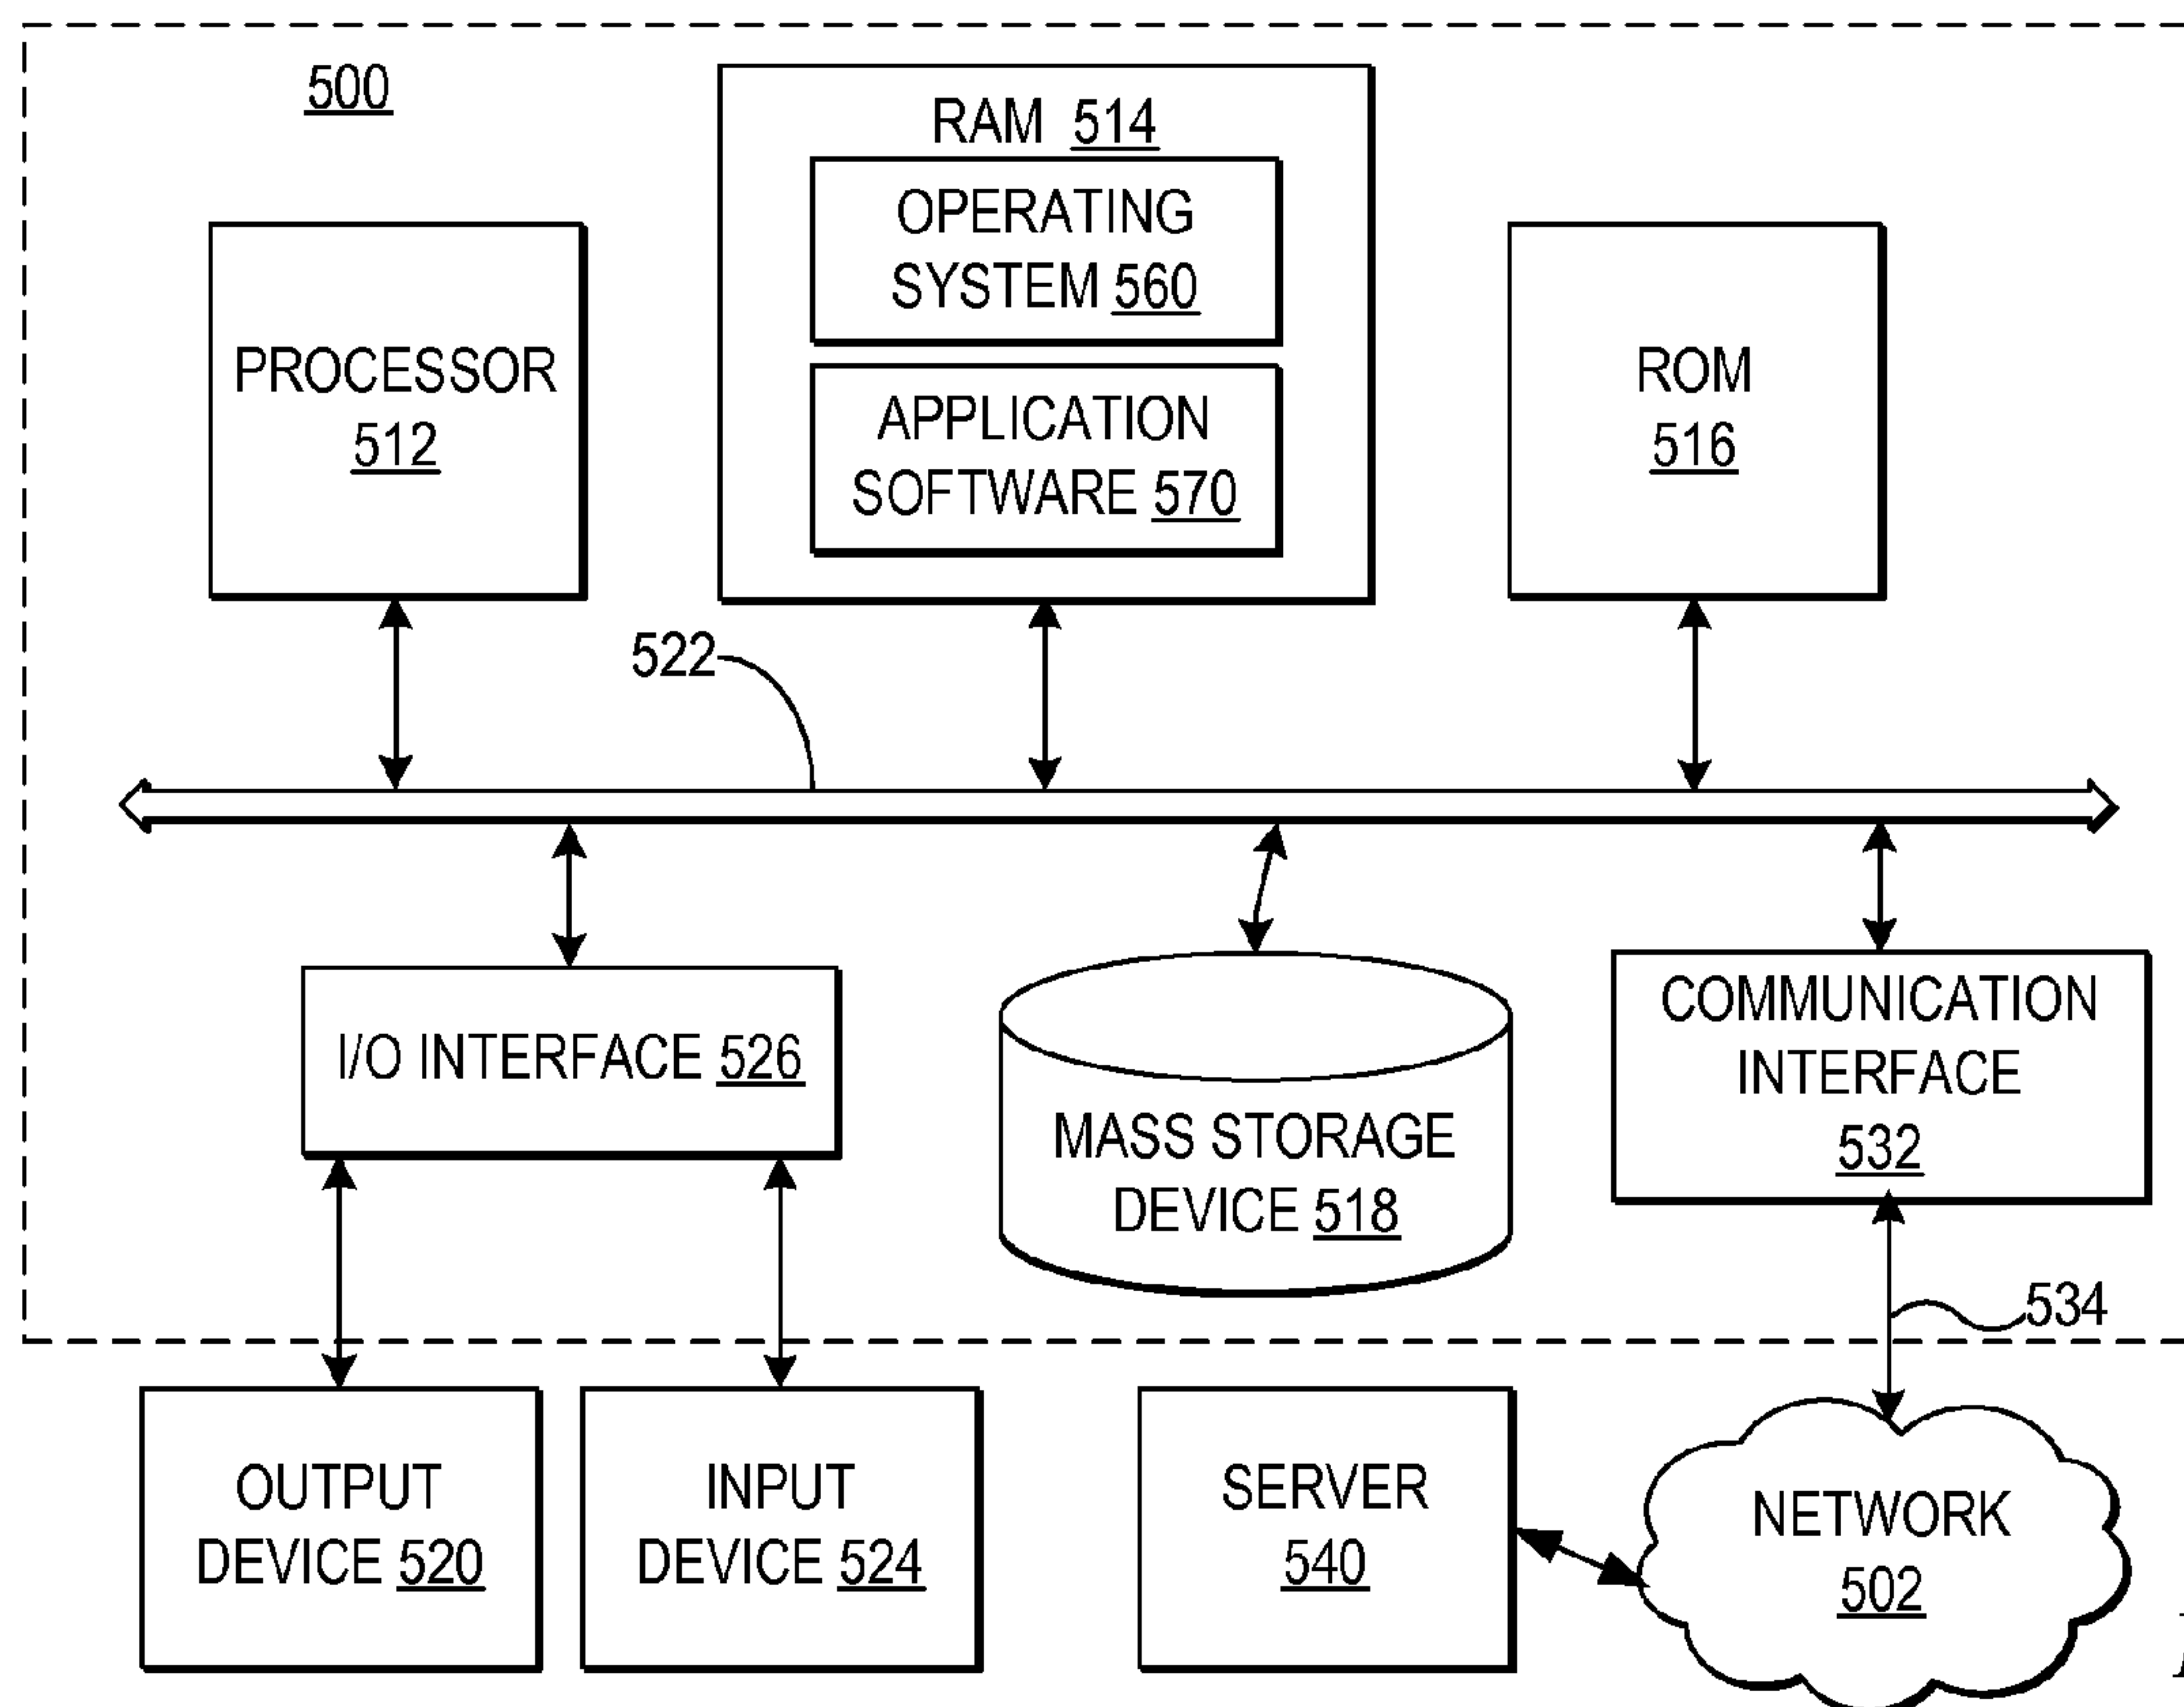 500
RAM 514
OPERATING
SYSTEM 560
APPLICATION
SOFTWARE 570
PROCESSOR
512
ROM
516
522
I/O INTERFACE 526
MASS STORAGE
DEVICE 518
COMMUNICATION
INTERFACE
532
534
OUTPUT
DEVICE 520
INPUT
DEVICE 524
SERVER
540
NETWORK
502